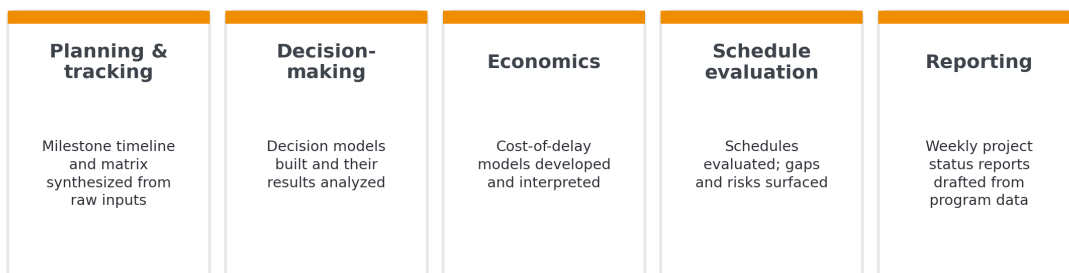 Planning &
tracking
Milestone timeline
and matrix
synthesized from
raw inputs
Decision-
making
Decision models
built and their
results analyzed
Economics
Cost-of-delay
models developed
and interpreted
Schedule
evaluation
Schedules
evaluated; gaps
and risks surfaced
Reporting
Weekly project
status reports
drafted from
program data